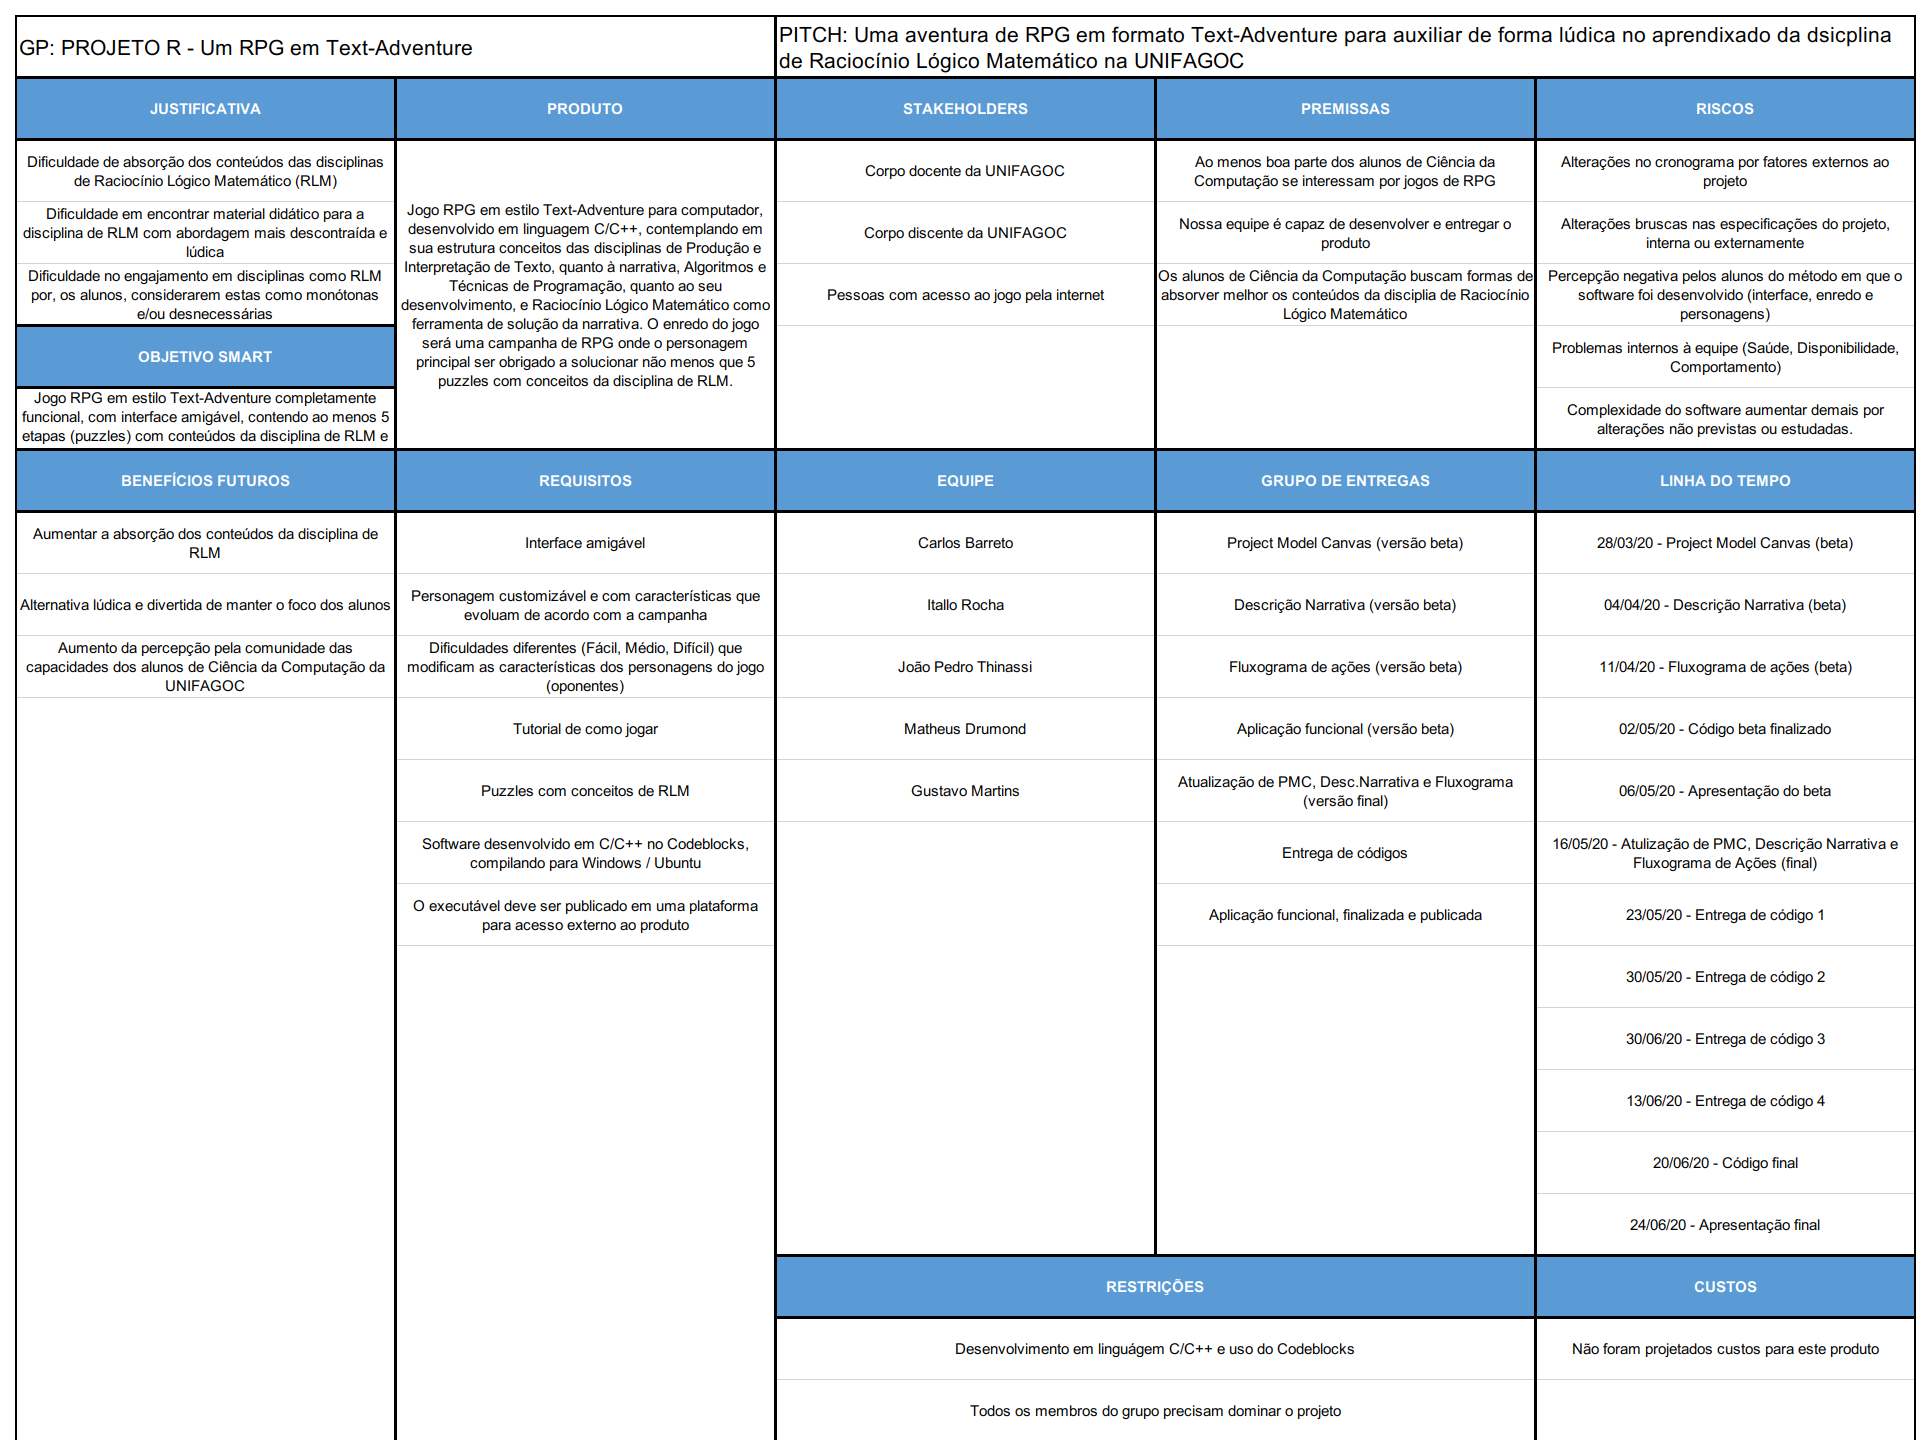 GP: PROJETO R - Um RPG em Text-Adventure
PITCH: Uma aventura de RPG em formato Text-Adventure para auxiliar de forma lúdica no aprendixado da dsicplina
de Raciocínio Lógico Matemático na UNIFAGOC
JUSTIFICATIVA
Dificuldade de absorção dos conteúdos das disciplinas
de Raciocínio Lógico Matemático (RLM)
Dificuldade em encontrar material didático para a
disciplina de RLM com abordagem mais descontraída e
lúdica
Dificuldade no engajamento em disciplinas como RLM
por, os alunos, considerarem estas como monótonas
e/ou desnecessárias
OBJETIVO SMART
Jogo RPG em estilo Text-Adventure completamente
funcional, com interface amigável, contendo ao menos 5
etapas (puzzles) com conteúdos da disciplina de RLM e
PRODUTO
Jogo RPG em estilo Text-Adventure para computador,
desenvolvido em linguagem C/C++, contemplando em
sua estrutura conceitos das disciplinas de Produção e
Interpretação de Texto, quanto à narrativa, Algoritmos e
Técnicas de Programação, quanto ao seu
desenvolvimento, e Raciocínio Lógico Matemático como
ferramenta de solução da narrativa. O enredo do jogo
será uma campanha de RPG onde o personagem
principal ser obrigado a solucionar não menos que 5
puzzles com conceitos da disciplina de RLM.
STAKEHOLDERS
Corpo docente da UNIFAGOC
Corpo discente da UNIFAGOC
Pessoas com acesso ao jogo pela internet
PREMISSAS
Ao menos boa parte dos alunos de Ciência da
Computação se interessam por jogos de RPG
Nossa equipe é capaz de desenvolver e entregar o
produto
Os alunos de Ciência da Computação buscam formas de
absorver melhor os conteúdos da disciplia de Raciocínio
Lógico Matemático
RISCOS
Alterações no cronograma por fatores externos ao
projeto
Alterações bruscas nas especificações do projeto,
interna ou externamente
Percepção negativa pelos alunos do método em que o
software foi desenvolvido (interface, enredo e
personagens)
Problemas internos à equipe (Saúde, Disponibilidade,
Comportamento)
Complexidade do software aumentar demais por
alterações não previstas ou estudadas.
BENEFÍCIOS FUTUROS
Aumentar a absorção dos conteúdos da disciplina de
RLM
Alternativa lúdica e divertida de manter o foco dos alunos
Aumento da percepção pela comunidade das
capacidades dos alunos de Ciência da Computação da
UNIFAGOC
REQUISITOS
Interface amigável
Personagem customizável e com características que
evoluam de acordo com a campanha
Dificuldades diferentes (Fácil, Médio, Difícil) que
modificam as características dos personagens do jogo
(oponentes)
Tutorial de como jogar
Puzzles com conceitos de RLM
Software desenvolvido em C/C++ no Codeblocks,
compilando para Windows / Ubuntu
O executável deve ser publicado em uma plataforma
para acesso externo ao produto
EQUIPE
Carlos Barreto
Itallo Rocha
João Pedro Thinassi
Matheus Drumond
Gustavo Martins
GRUPO DE ENTREGAS
Project Model Canvas (versão beta)
Descrição Narrativa (versão beta)
Fluxograma de ações (versão beta)
Aplicação funcional (versão beta)
Atualização de PMC, Desc.Narrativa e Fluxograma
(versão final)
Entrega de códigos
Aplicação funcional, finalizada e publicada
LINHA DO TEMPO
28/03/20 - Project Model Canvas (beta)
04/04/20 - Descrição Narrativa (beta)
11/04/20 - Fluxograma de ações (beta)
02/05/20 - Código beta finalizado
06/05/20 - Apresentação do beta
16/05/20 - Atulização de PMC, Descrição Narrativa e
Fluxograma de Ações (final)
23/05/20 - Entrega de código 1
30/05/20 - Entrega de código 2
30/06/20 - Entrega de código 3
13/06/20 - Entrega de código 4
20/06/20 - Código final
24/06/20 - Apresentação final
RESTRIÇÕES
Desenvolvimento em linguágem C/C++ e uso do Codeblocks
Todos os membros do grupo precisam dominar o projeto
CUSTOS
Não foram projetados custos para este produto